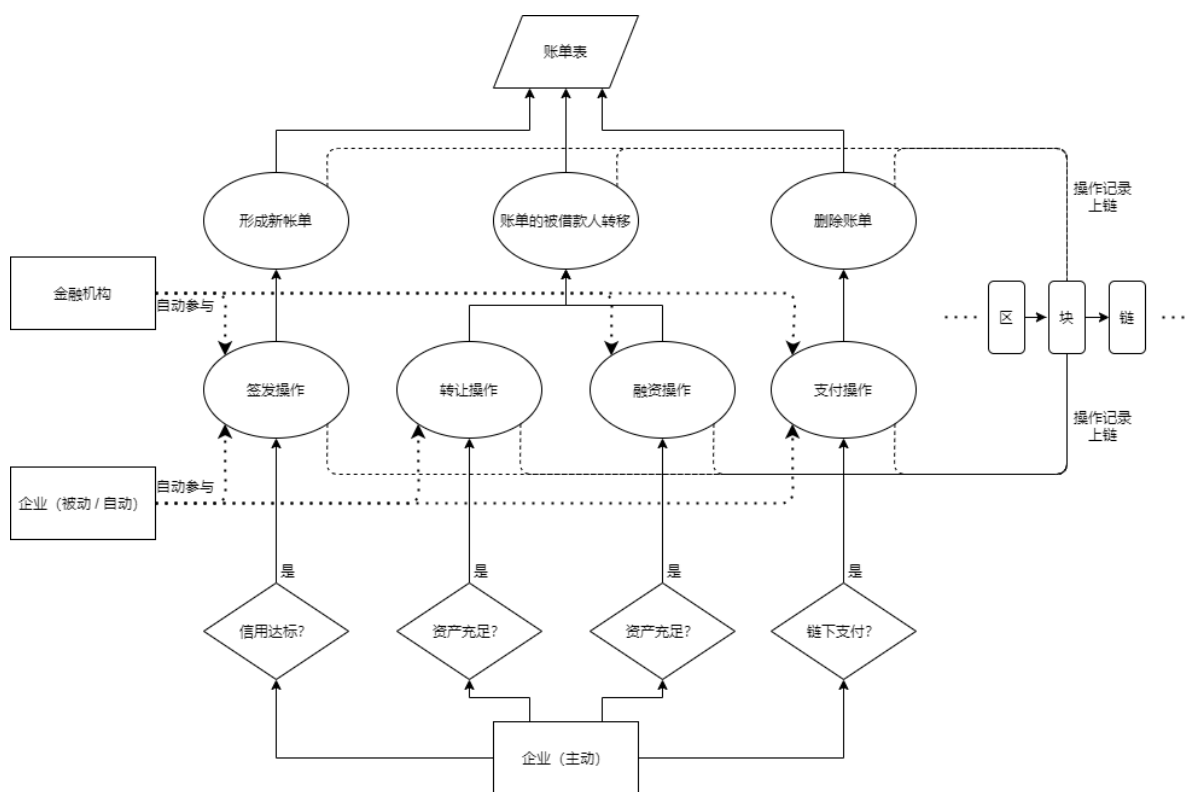 账单表
形成新帐单
账单的被借款人转移
删除账单
操作记录
上链
金融机构
自动参与
区
块
链
签发操作
转让操作
融资操作
支付操作
操作记录
上链
企业（被动 / 自动）
自动参与
是
是
是
是
信用达标？
资产充足？
资产充足？
链下支付？
企业（主动）